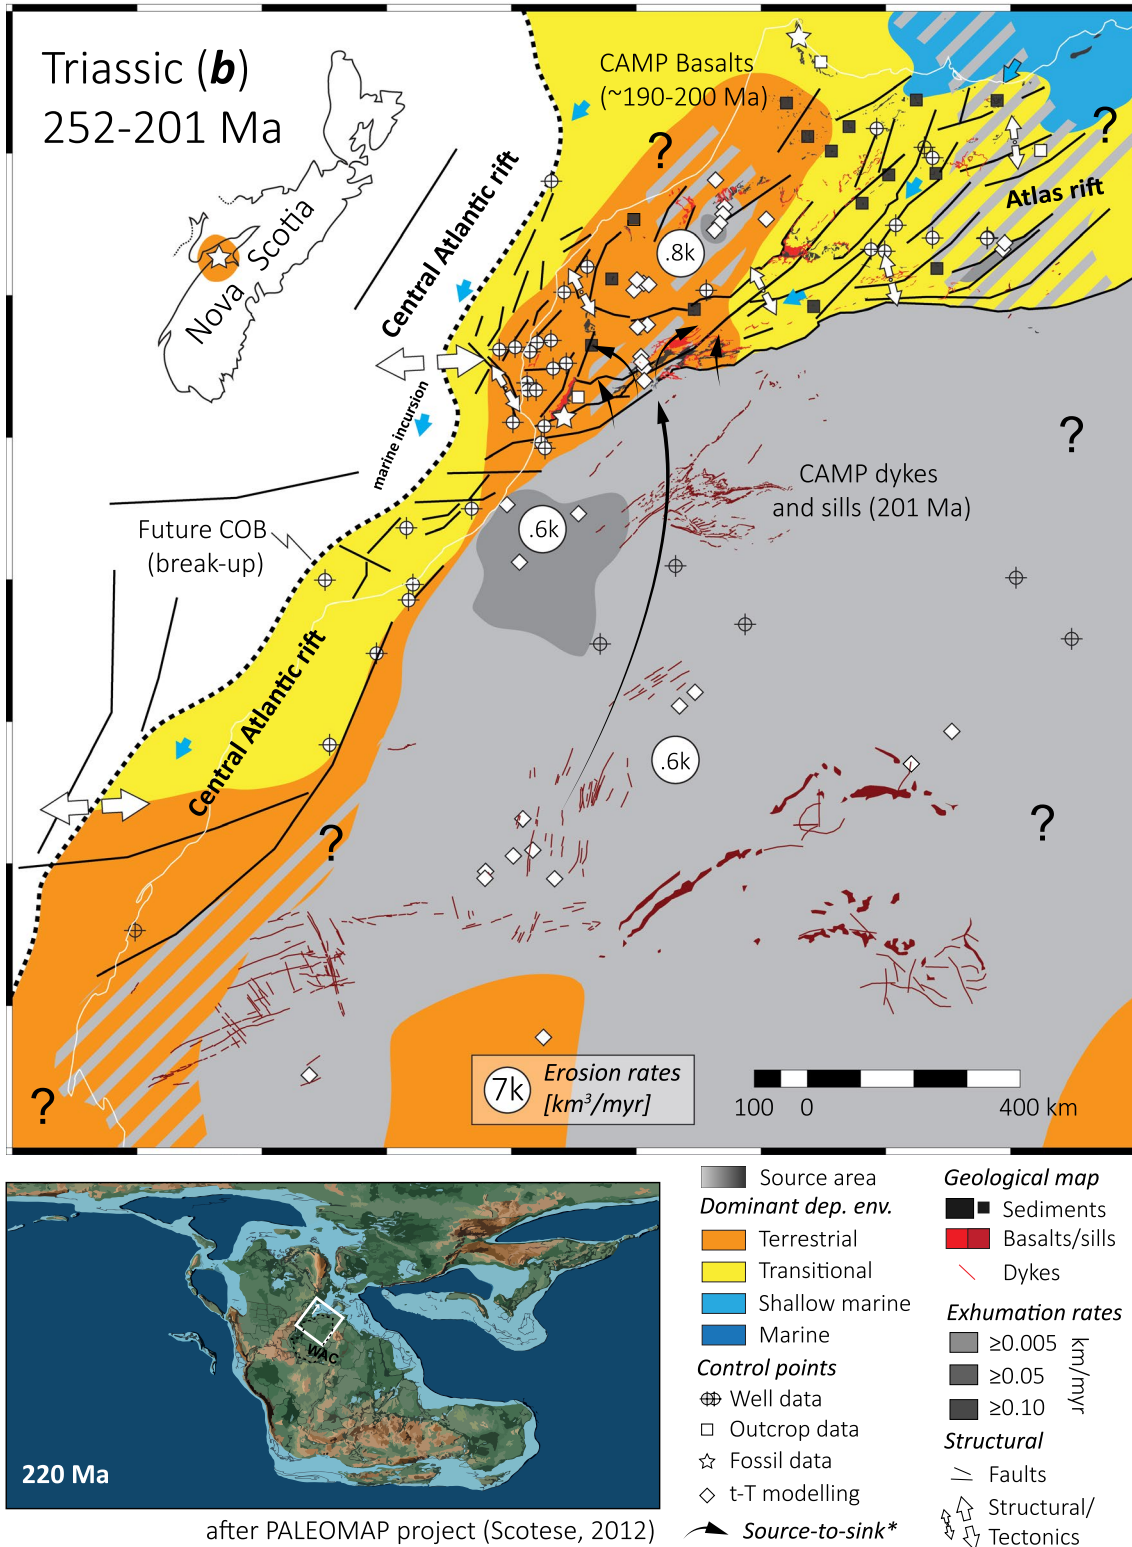 Triassic (b)
252-201 Ma
CAMP Basalts
(~190-200 Ma)
?
?
Atlas rift
Central Atlantic rift
Nova Scotia
.8k
marine incursion
?
CAMP dykes
and sills (201 Ma)
Future COB
(break-up)
.6k
Central Atlantic rift
.6k
?
?
?
7k
Erosion rates
[km³/myr]
100 0 400 km
Source area
Dominant dep. env.
Terrestrial
Transitional
Shallow marine
Marine
Control points
Well data
Outcrop data
Fossil data
t-T modelling
Source-to-sink*
Geological map
Sediments
Basalts/sills
Dykes
Exhumation rates
≥0.005
≥0.05
≥0.10
km/myr
Structural
Faults
Structural/
Tectonics
WAC
220 Ma
after PALEOMAP project (Scotese, 2012)